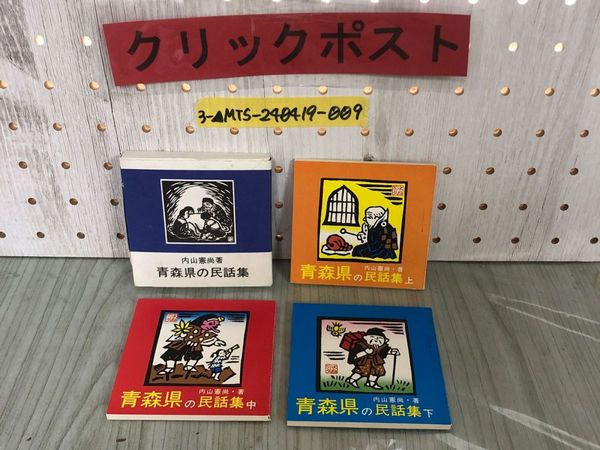 クリックポスト
3-▲MTS-240419-009
内山憲尚著
青森県の民話集
内山憲尚・著
青森県の民話集上
内山憲尚・著
青森県の民話集中
内山憲尚・著
青森県の民話集下